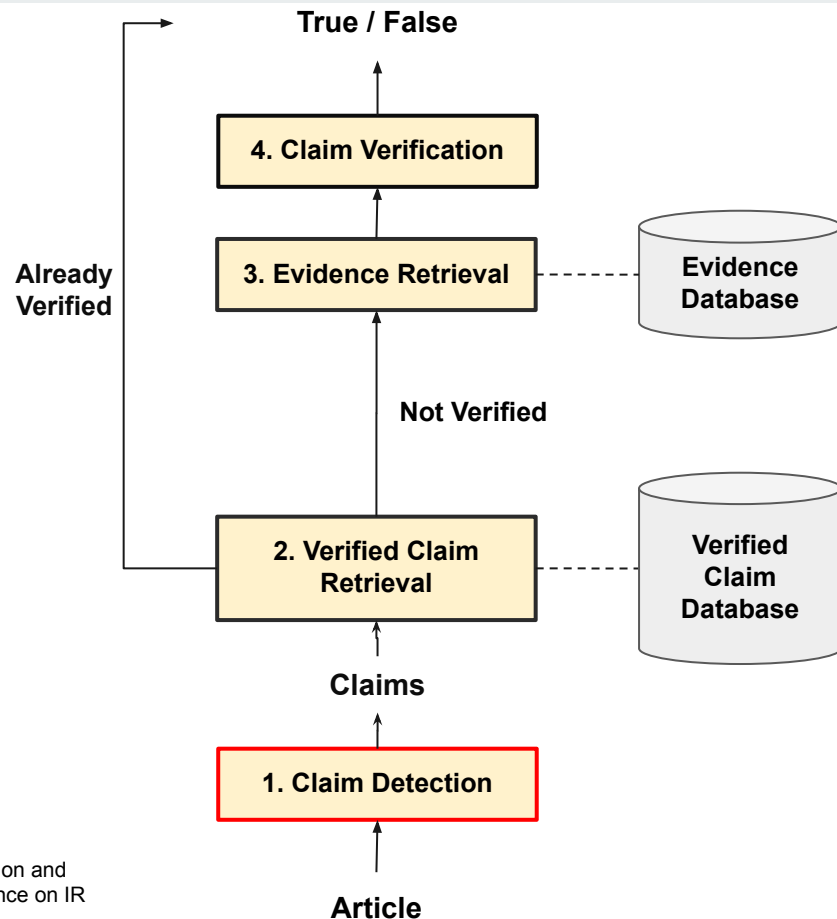 True / False
4. Claim Verification
3. Evidence Retrieval
Evidence
Database
Already
Verified
Not Verified
2. Verified Claim
Retrieval
Verified
Claim
Database
Claims
1. Claim Detection
on and
nce on IR
Article